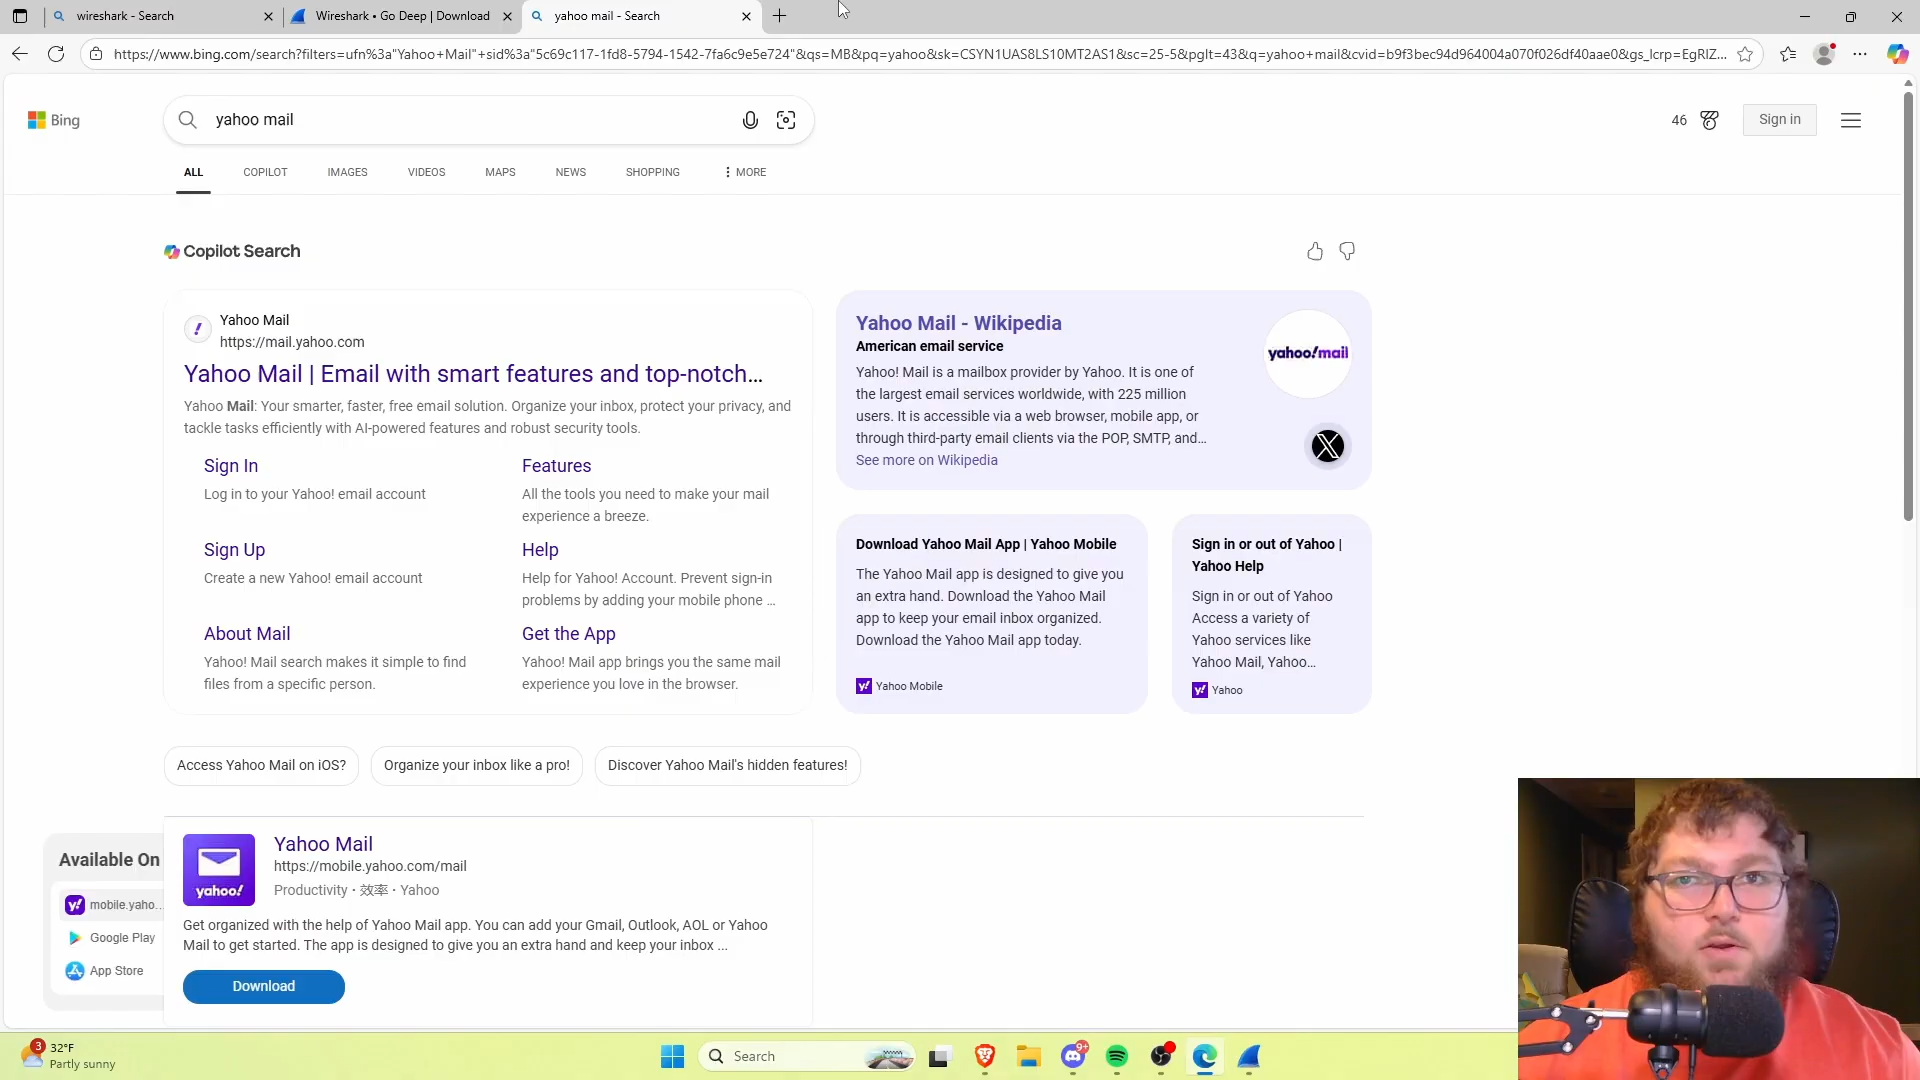 wireshark - Search
Wireshark • Go Deep | Download
yahoo mail - Search
https://www.bing.com/search?filters=ufn%3a"Yahoo+Mail"+sid%3a"5c69c117-1fd8-5794-1542-7fa6c9e5e724"&qs=MB&pq=yahoo&sk=CSYN1UAS8LS10MT2AS1&sc=25-5&pglt=43&q=yahoo+mail&cvid=b9f3bec94d964004a070f026df40aae0&gs_lcrp=EgRlZ...
Bing
yahoo mail
46
Sign in
ALL
COPILOT
IMAGES
VIDEOS
MAPS
NEWS
SHOPPING
MORE
Copilot Search
Yahoo Mail
https://mail.yahoo.com
Yahoo Mail | Email with smart features and top-notch...
Yahoo Mail: Your smarter, faster, free email solution. Organize your inbox, protect your privacy, and
tackle tasks efficiently with AI-powered features and robust security tools.
Sign In
Log in to your Yahoo! email account
Features
All the tools you need to make your mail
experience a breeze.
Sign Up
Create a new Yahoo! email account
Help
Help for Yahoo! Account. Prevent sign-in
problems by adding your mobile phone ...
About Mail
Yahoo! Mail search makes it simple to find
files from a specific person.
Get the App
Yahoo! Mail app brings you the same mail
experience you love in the browser.
Yahoo Mail - Wikipedia
American email service
Yahoo! Mail is a mailbox provider by Yahoo. It is one of
the largest email services worldwide, with 225 million
users. It is accessible via a web browser, mobile app, or
through third-party email clients via the POP, SMTP, and...
See more on Wikipedia
yahoo!mail
Download Yahoo Mail App | Yahoo Mobile
The Yahoo Mail app is designed to give you
an extra hand. Download the Yahoo Mail
app to keep your email inbox organized.
Download the Yahoo Mail app today.
y! Yahoo Mobile
Sign in or out of Yahoo |
Yahoo Help
Sign in or out of Yahoo
Access a variety of
Yahoo services like
Yahoo Mail, Yahoo...
y! Yahoo
Access Yahoo Mail on iOS?
Organize your inbox like a pro!
Discover Yahoo Mail's hidden features!
Available On
y! mobile.yaho...
Google Play
App Store
yahoo!
Yahoo Mail
https://mobile.yahoo.com/mail
Productivity · 效率 · Yahoo
Get organized with the help of Yahoo Mail app. You can add your Gmail, Outlook, AOL or Yahoo
Mail to get started. The app is designed to give you an extra hand and keep your inbox ...
Download
3
32°F
Partly sunny
Search
9+